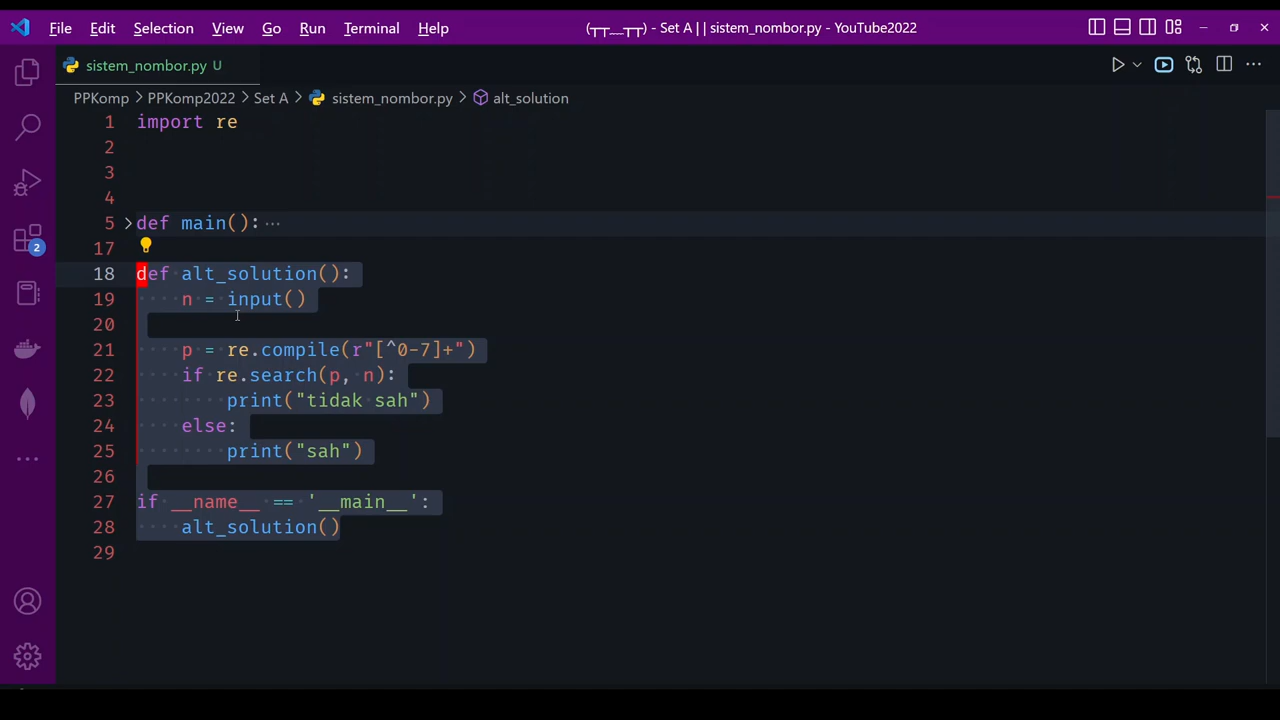 File Edit Selection View Go Run Terminal Help (┬┬﹏┬┬) - Set A || sistem_nombor.py - YouTube2022
sistem_nombor.py U
PPKomp > PPKomp2022 > Set A > sistem_nombor.py > alt_solution
1 import re
2
3
4
5 def main(): ...
17
18 def alt_solution():
19     n = input()
20
21     p = re.compile(r"[^0-7]+")
22     if re.search(p, n):
23         print("tidak sah")
24     else:
25         print("sah")
26
27 if __name__ == '__main__':
28     alt_solution()
29
2